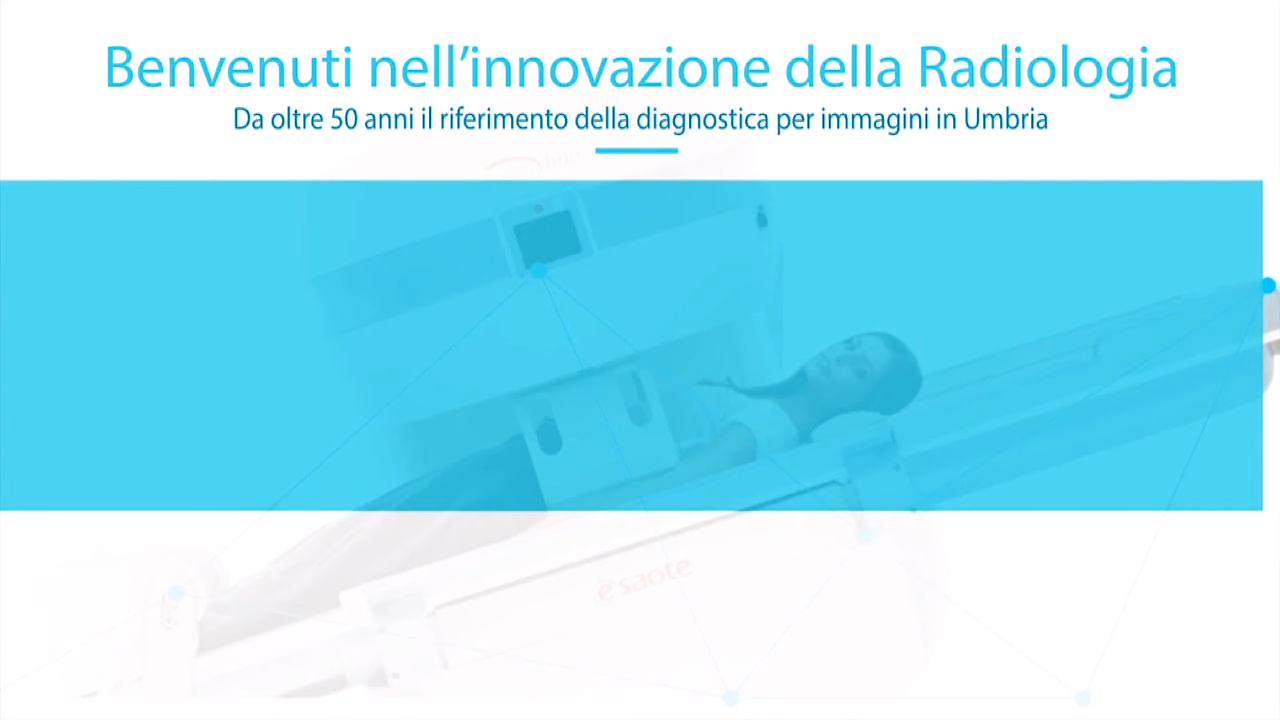 Benvenuti nell’innovazione della Radiologia
Da oltre 50 anni il riferimento della diagnostica per immagini in Umbria
esaote